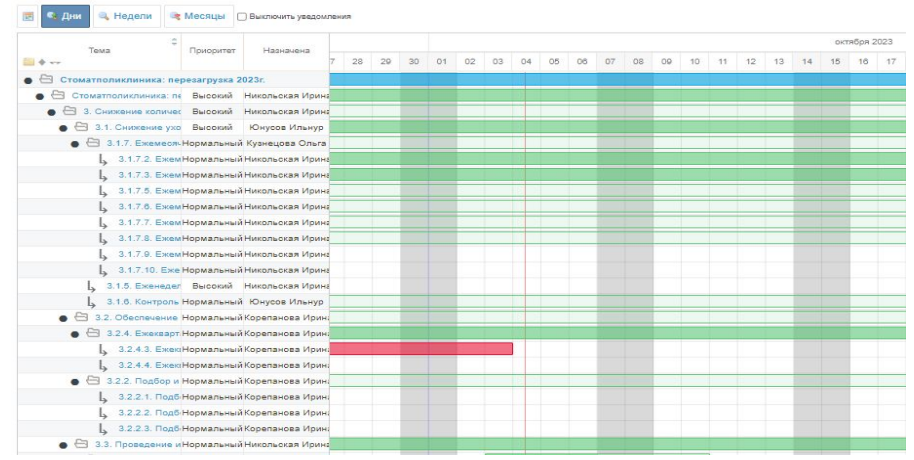 Дни Недели Месяцы Выключить уведомления
октября 2023
Тема Приоритет Назначена
7 28 29 30 01 02 03 04 05 06 07 08 09 10 11 12 13 14 15 16 17
Стоматполиклиника: перезагрузка 2023г.
Стоматполиклиника: пе Высокий Никольская Ирина
3. Снижение количес Высокий Никольская Ирина
3.1. Снижение ухо Высокий Юнусов Ильнур
3.1.7. Ежемесяч Нормальный Кузнецова Ольга
3.1.7.2. Ежем Нормальный Никольская Ирина
3.1.7.3. Ежем Нормальный Никольская Ирина
3.1.7.5. Ежем Нормальный Никольская Ирина
3.1.7.6. Ежем Нормальный Никольская Ирина
3.1.7.7. Ежем Нормальный Никольская Ирина
3.1.7.8. Ежем Нормальный Никольская Ирина
3.1.7.9. Ежем Нормальный Никольская Ирина
3.1.7.10. Еже Нормальный Никольская Ирина
3.1.5. Еженедел Высокий Никольская Ирина
3.1.6. Контроль Нормальный Юнусов Ильнур
3.2. Обеспечение Нормальный Корепанова Ирин
3.2.4. Ежекварт Нормальный Корепанова Ирин
3.2.4.3. Ежек Нормальный Корепанова Ирин
3.2.4.4. Ежек Нормальный Корепанова Ирин
3.2.2. Подбор и Нормальный Корепанова Ирин
3.2.2.1. Подб Нормальный Корепанова Ирин
3.2.2.2. Подб Нормальный Корепанова Ирин
3.2.2.3. Подб Нормальный Корепанова Ирин
3.3. Проведение и Нормальный Никольская Ирина